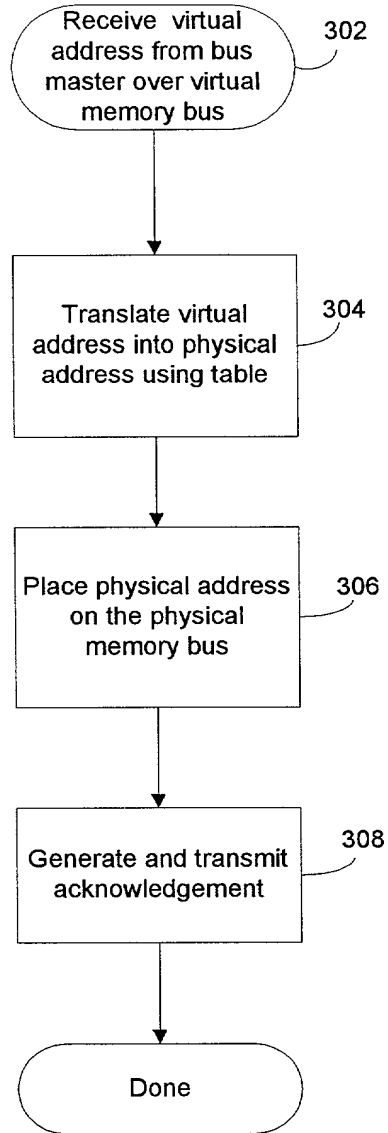 Receive virtual
address from bus
master over virtual
memory bus
302
Translate virtual
address into physical
address using table
304
Place physical address
on the physical
memory bus
306
Generate and transmit
acknowledgement
308
Done